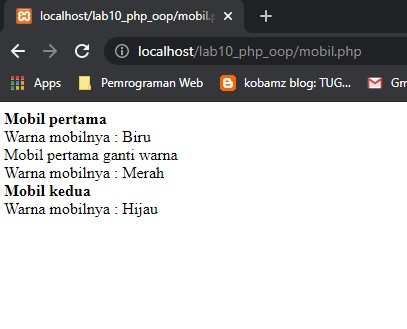 localhost/lab10_php_oop/mobil.p
localhost/lab10_php_oop/mobil.php
Apps Pemrograman Web kobamz blog: TUG... Gm
Mobil pertama
Warna mobilnya : Biru
Mobil pertama ganti warna
Warna mobilnya : Merah
Mobil kedua
Warna mobilnya : Hijau